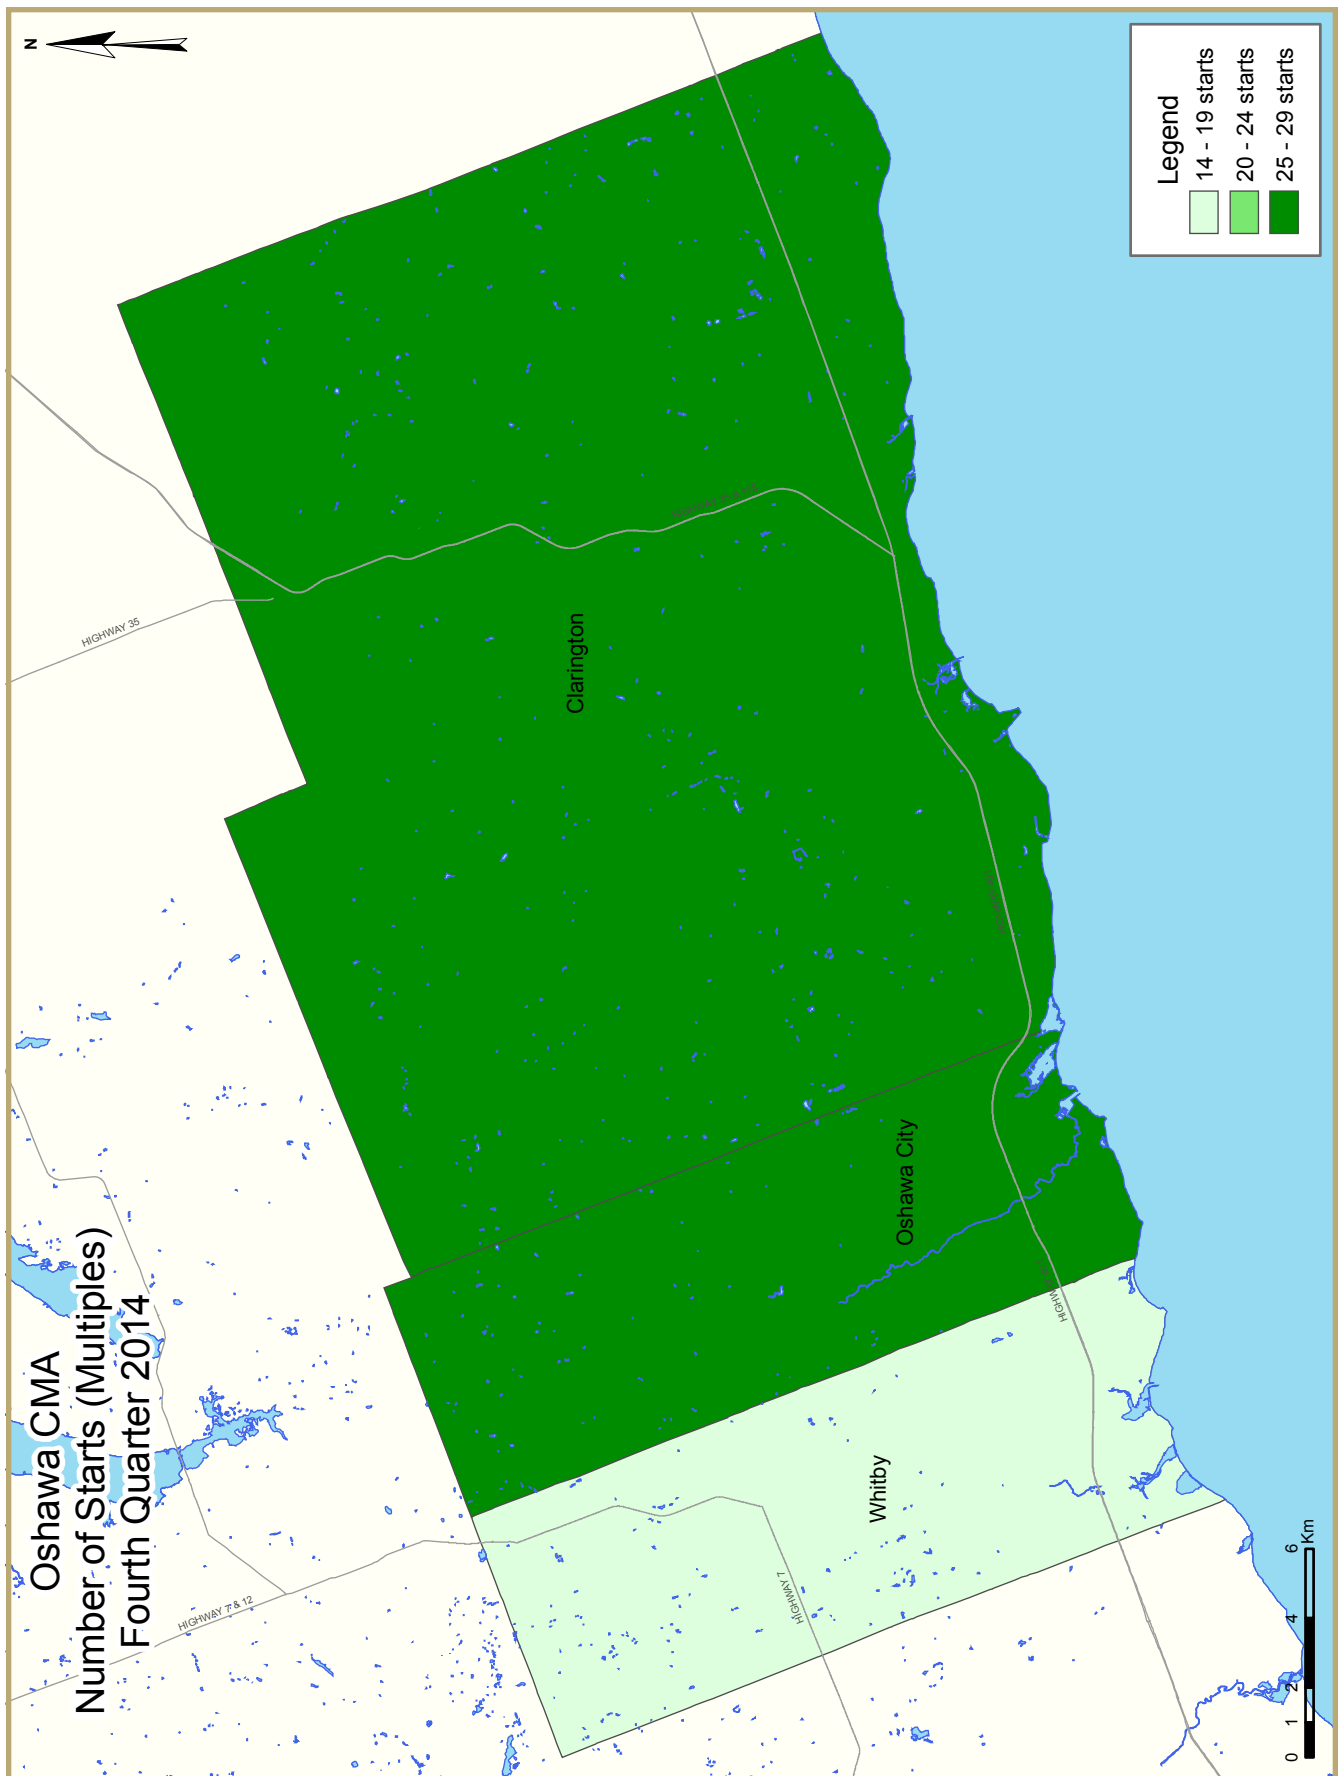 Oshawa CMA
Number of Starts (Multiples)
Fourth Quarter 2014
N
HIGHWAY 7 & 12
HIGHWAY 35
Clarington
Oshawa City
Whitby
HIGHWAY 7
Legend
14 - 19 starts
20 - 24 starts
25 - 29 starts
0 1 2 4 6
Km